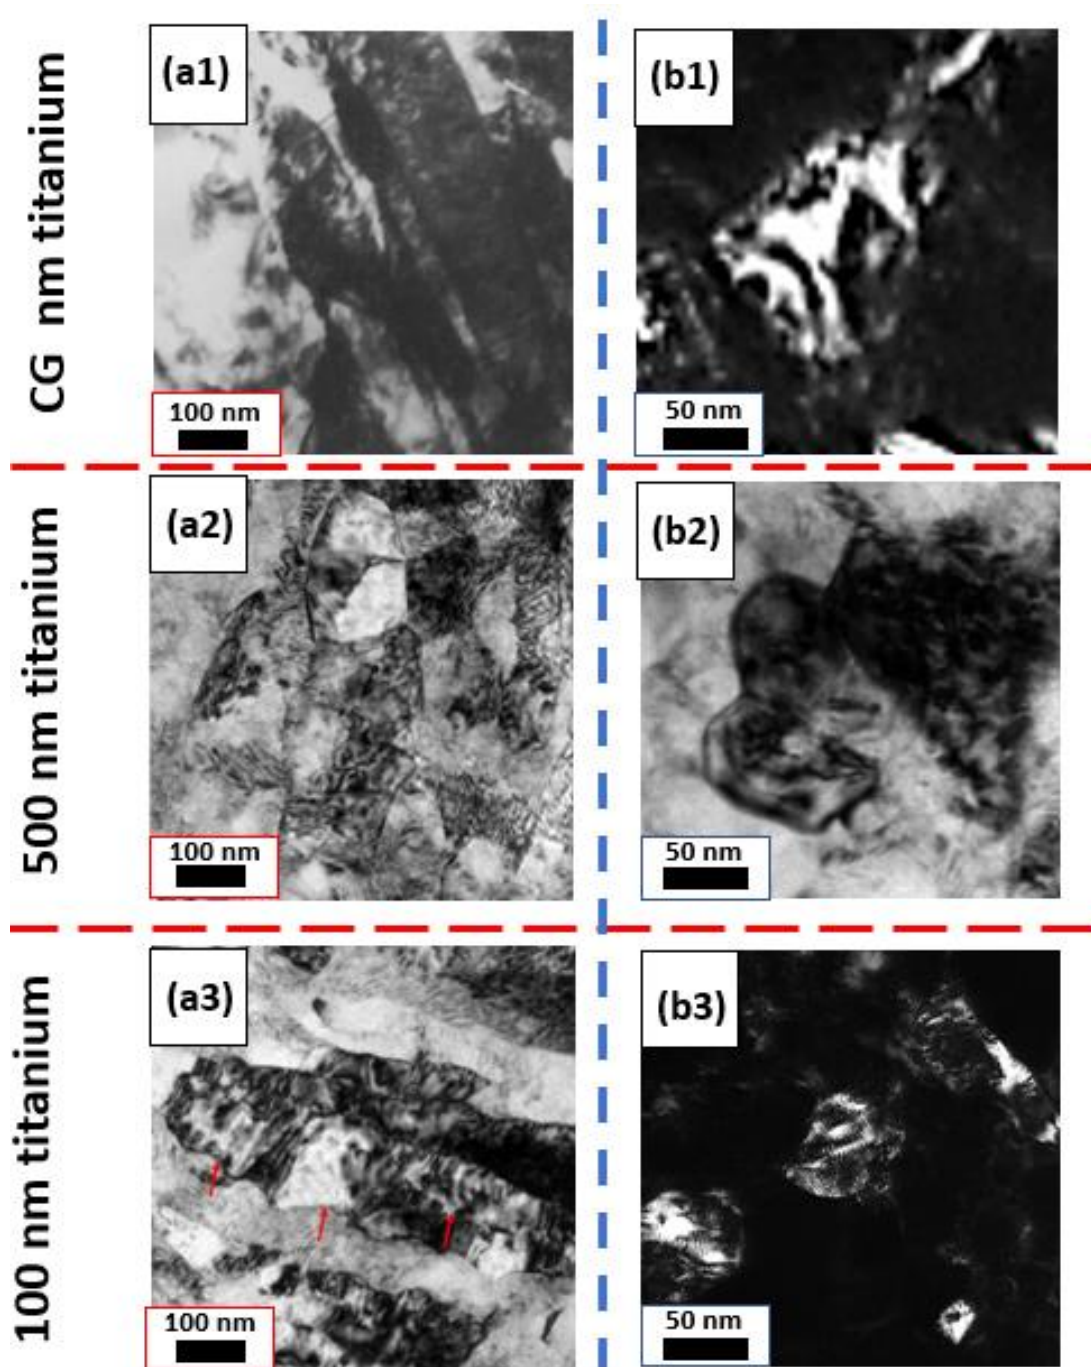 CG nm titanium
(a1)
100 nm
(b1)
50 nm
500 nm titanium
(a2)
100 nm
(b2)
50 nm
100 nm titanium
(a3)
100 nm
(b3)
50 nm